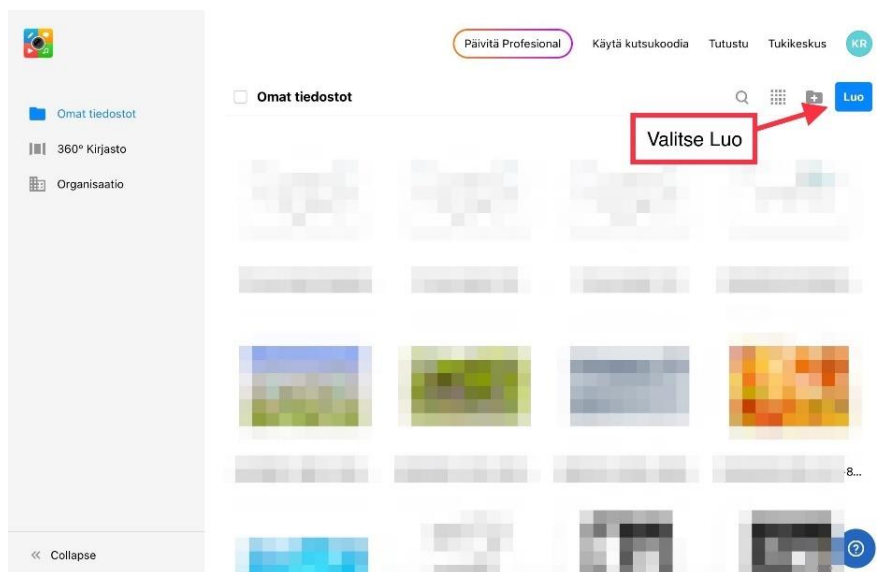 Päivitä Profesional
Käytä kutsukoodia
Tutustu
Tukikeskus
KR
Omat tiedostot
360° Kirjasto
Organisaatio
Omat tiedostot
Luo
Valitse Luo
-8...
« Collapse
?